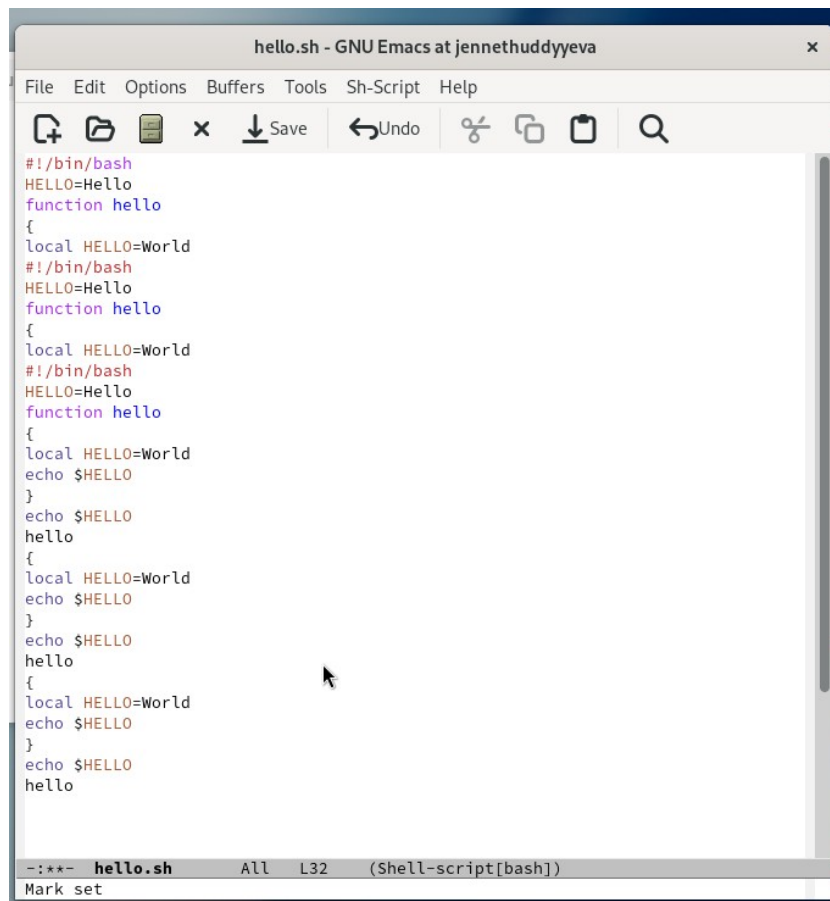 hello.sh - GNU Emacs at jennethuddyyeva ×
File Edit Options Buffers Tools Sh-Script Help
Save Undo
#!/bin/bash
HELLO=Hello
function hello
{
local HELLO=World
#!/bin/bash
HELLO=Hello
function hello
{
local HELLO=World
#!/bin/bash
HELLO=Hello
function hello
{
local HELLO=World
echo $HELLO
}
echo $HELLO
hello
{
local HELLO=World
echo $HELLO
}
echo $HELLO
hello
{
local HELLO=World
echo $HELLO
}
echo $HELLO
hello
-:**- hello.sh All L32 (Shell-script[bash])
Mark set